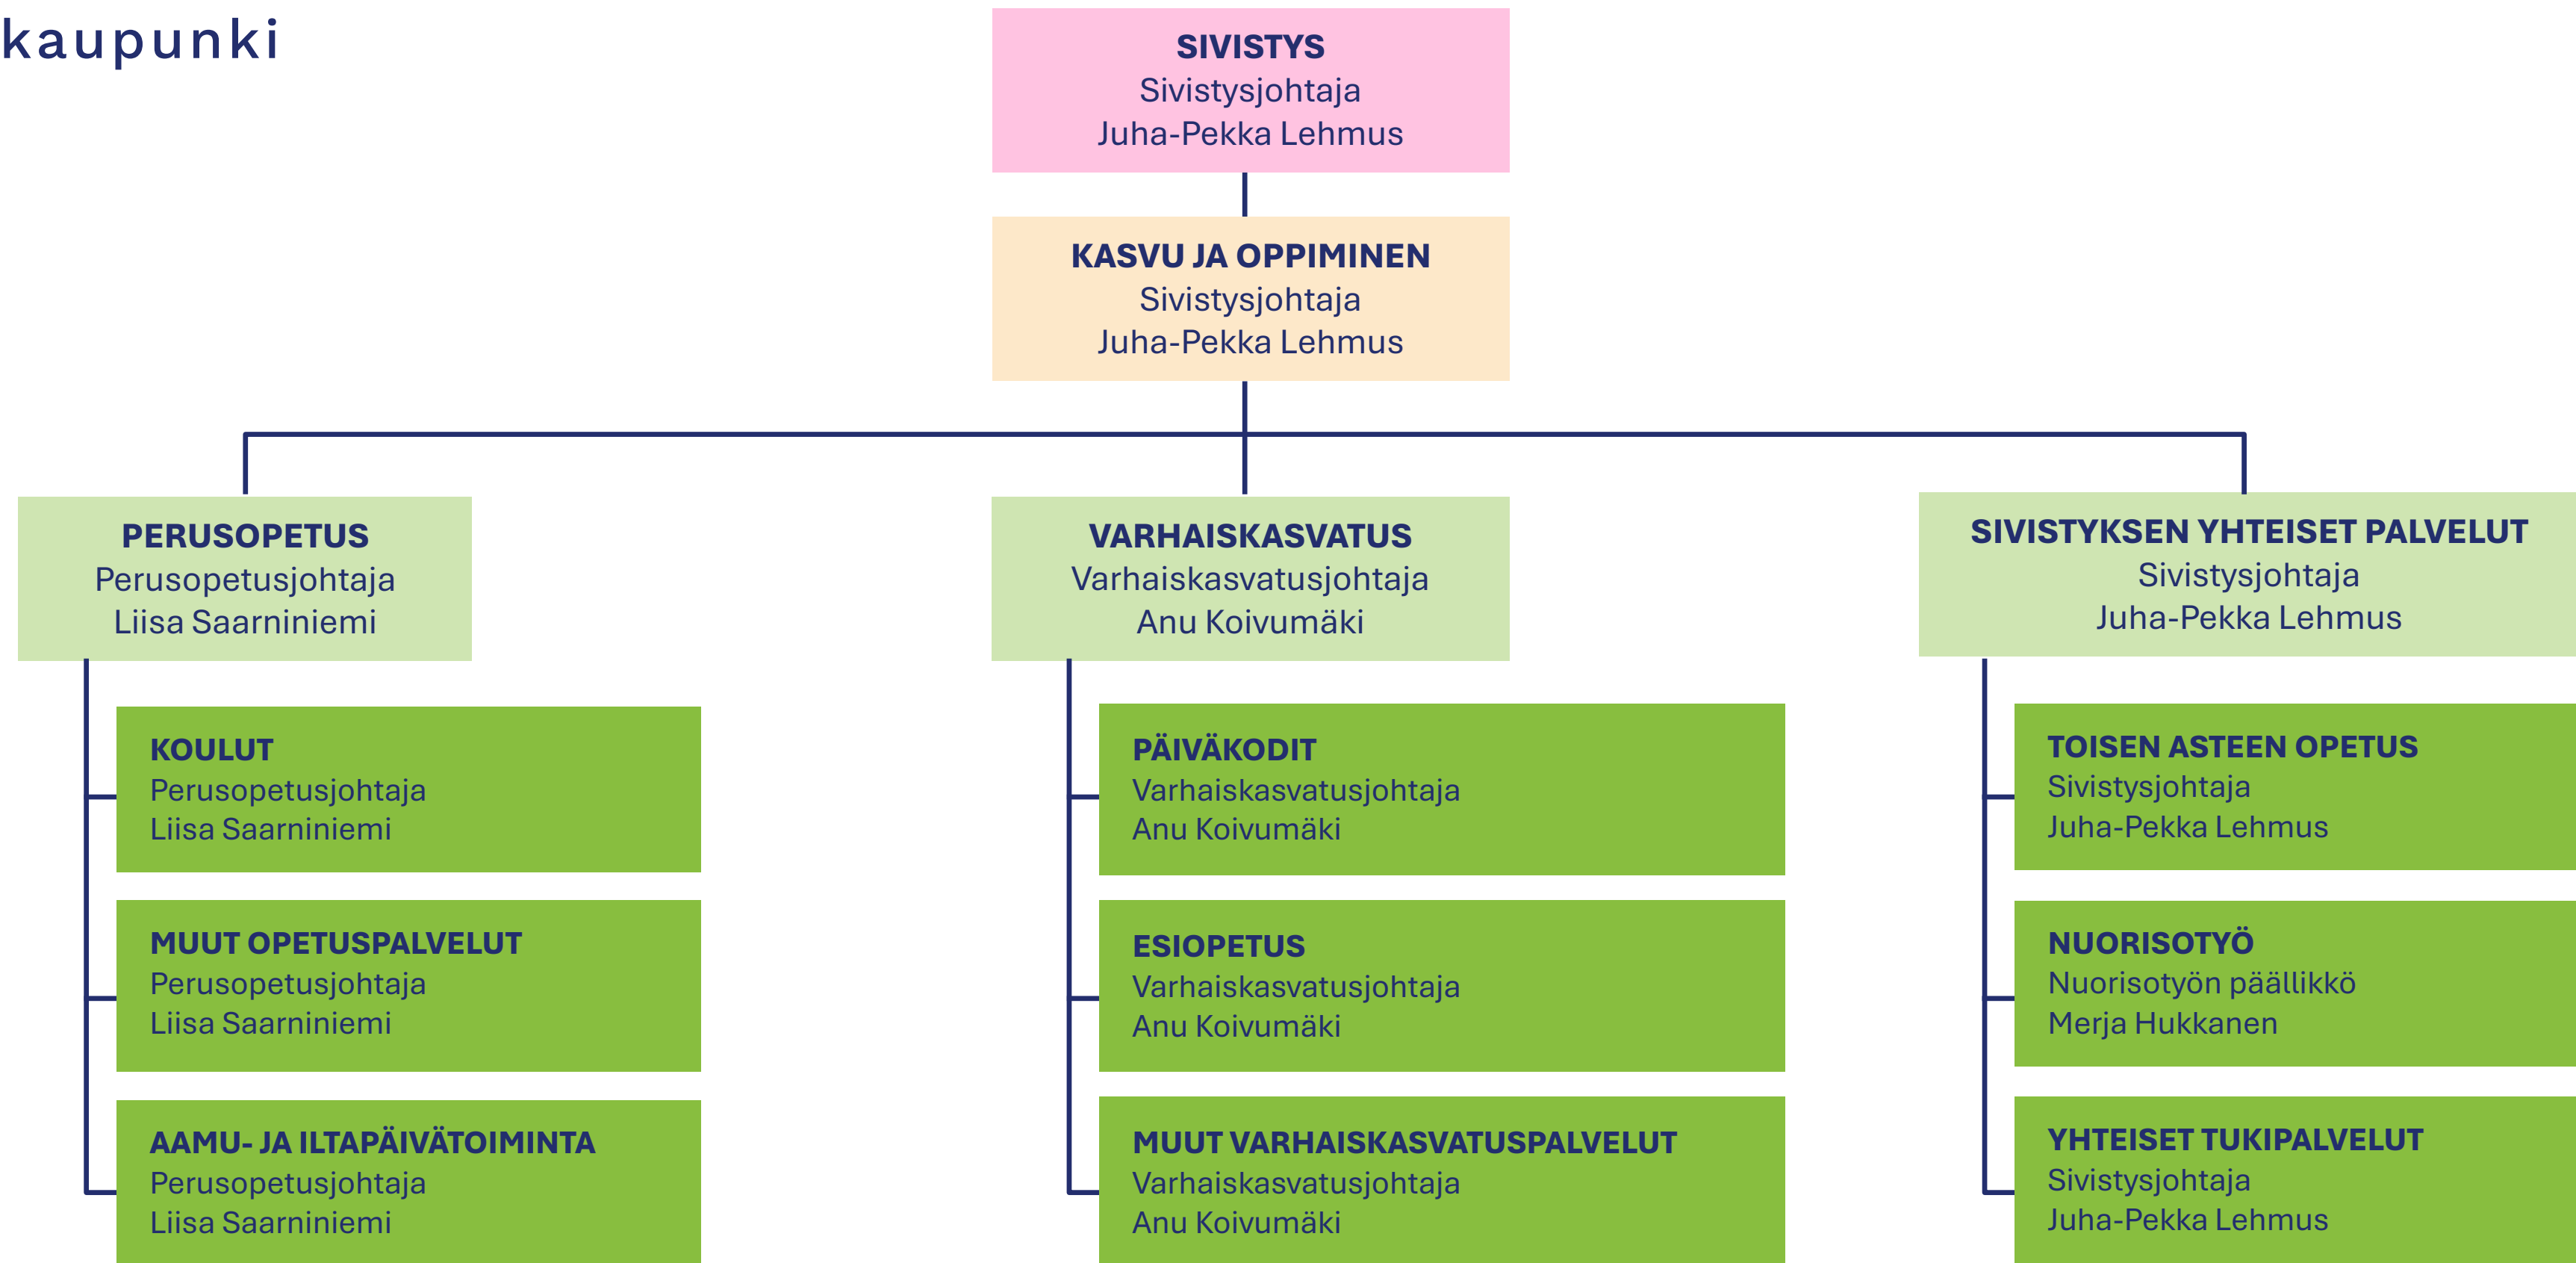 kaupunki
SIVISTYS
Sivistysjohtaja
Juha-Pekka Lehmus
KASVU JA OPPIMINEN
Sivistysjohtaja
Juha-Pekka Lehmus
PERUSOPETUS
Perusopetusjohtaja
Liisa Saarniniemi
KOULUT
Perusopetusjohtaja
Liisa Saarniniemi
MUUT OPETUSPALVELUT
Perusopetusjohtaja
Liisa Saarniniemi
AAMU- JA ILTAPÄIVÄTOIMINTA
Perusopetusjohtaja
Liisa Saarniniemi
VARHAISKASVATUS
Varhaiskasvatusjohtaja
Anu Koivumäki
PÄIVÄKODIT
Varhaiskasvatusjohtaja
Anu Koivumäki
ESIOPETUS
Varhaiskasvatusjohtaja
Anu Koivumäki
MUUT VARHAISKASVATUSPALVELUT
Varhaiskasvatusjohtaja
Anu Koivumäki
SIVISTYKSEN YHTEISET PALVELUT
Sivistysjohtaja
Juha-Pekka Lehmus
TOISEN ASTEEN OPETUS
Sivistysjohtaja
Juha-Pekka Lehmus
NUORISOTYÖ
Nuorisotyön päällikkö
Merja Hukkanen
YHTEISET TUKIPALVELUT
Sivistysjohtaja
Juha-Pekka Lehmus